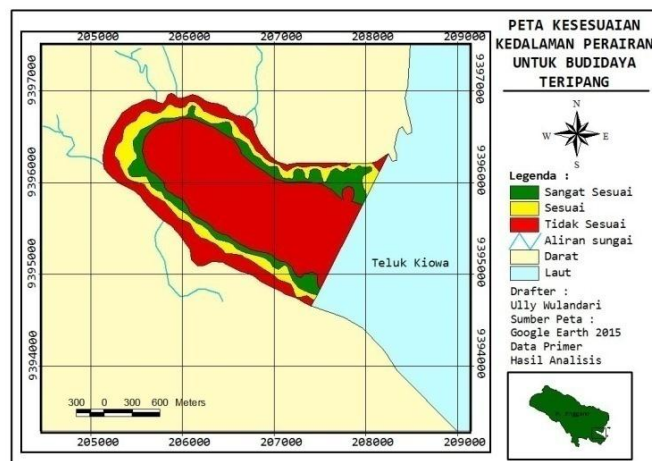 PETA KESESUAIAN
KEDALAMAN PERAIRAN
UNTUK BUDIDAYA
TERIPANG
N
W E
S
Legenda :
Sangat Sesuai
Sesuai
Tidak Sesuai
Aliran sungai
Darat
Laut
Drafter :
Ully Wulandari
Sumber Peta :
Google Earth 2015
Data Primer
Hasil Analisis
205000 206000 207000 208000 209000
9397000 9397000
9396000 9396000
9395000 9395000
9394000 9394000
Teluk Kiowa
300 0 300 600 Meters
205000 206000 207000 208000 209000